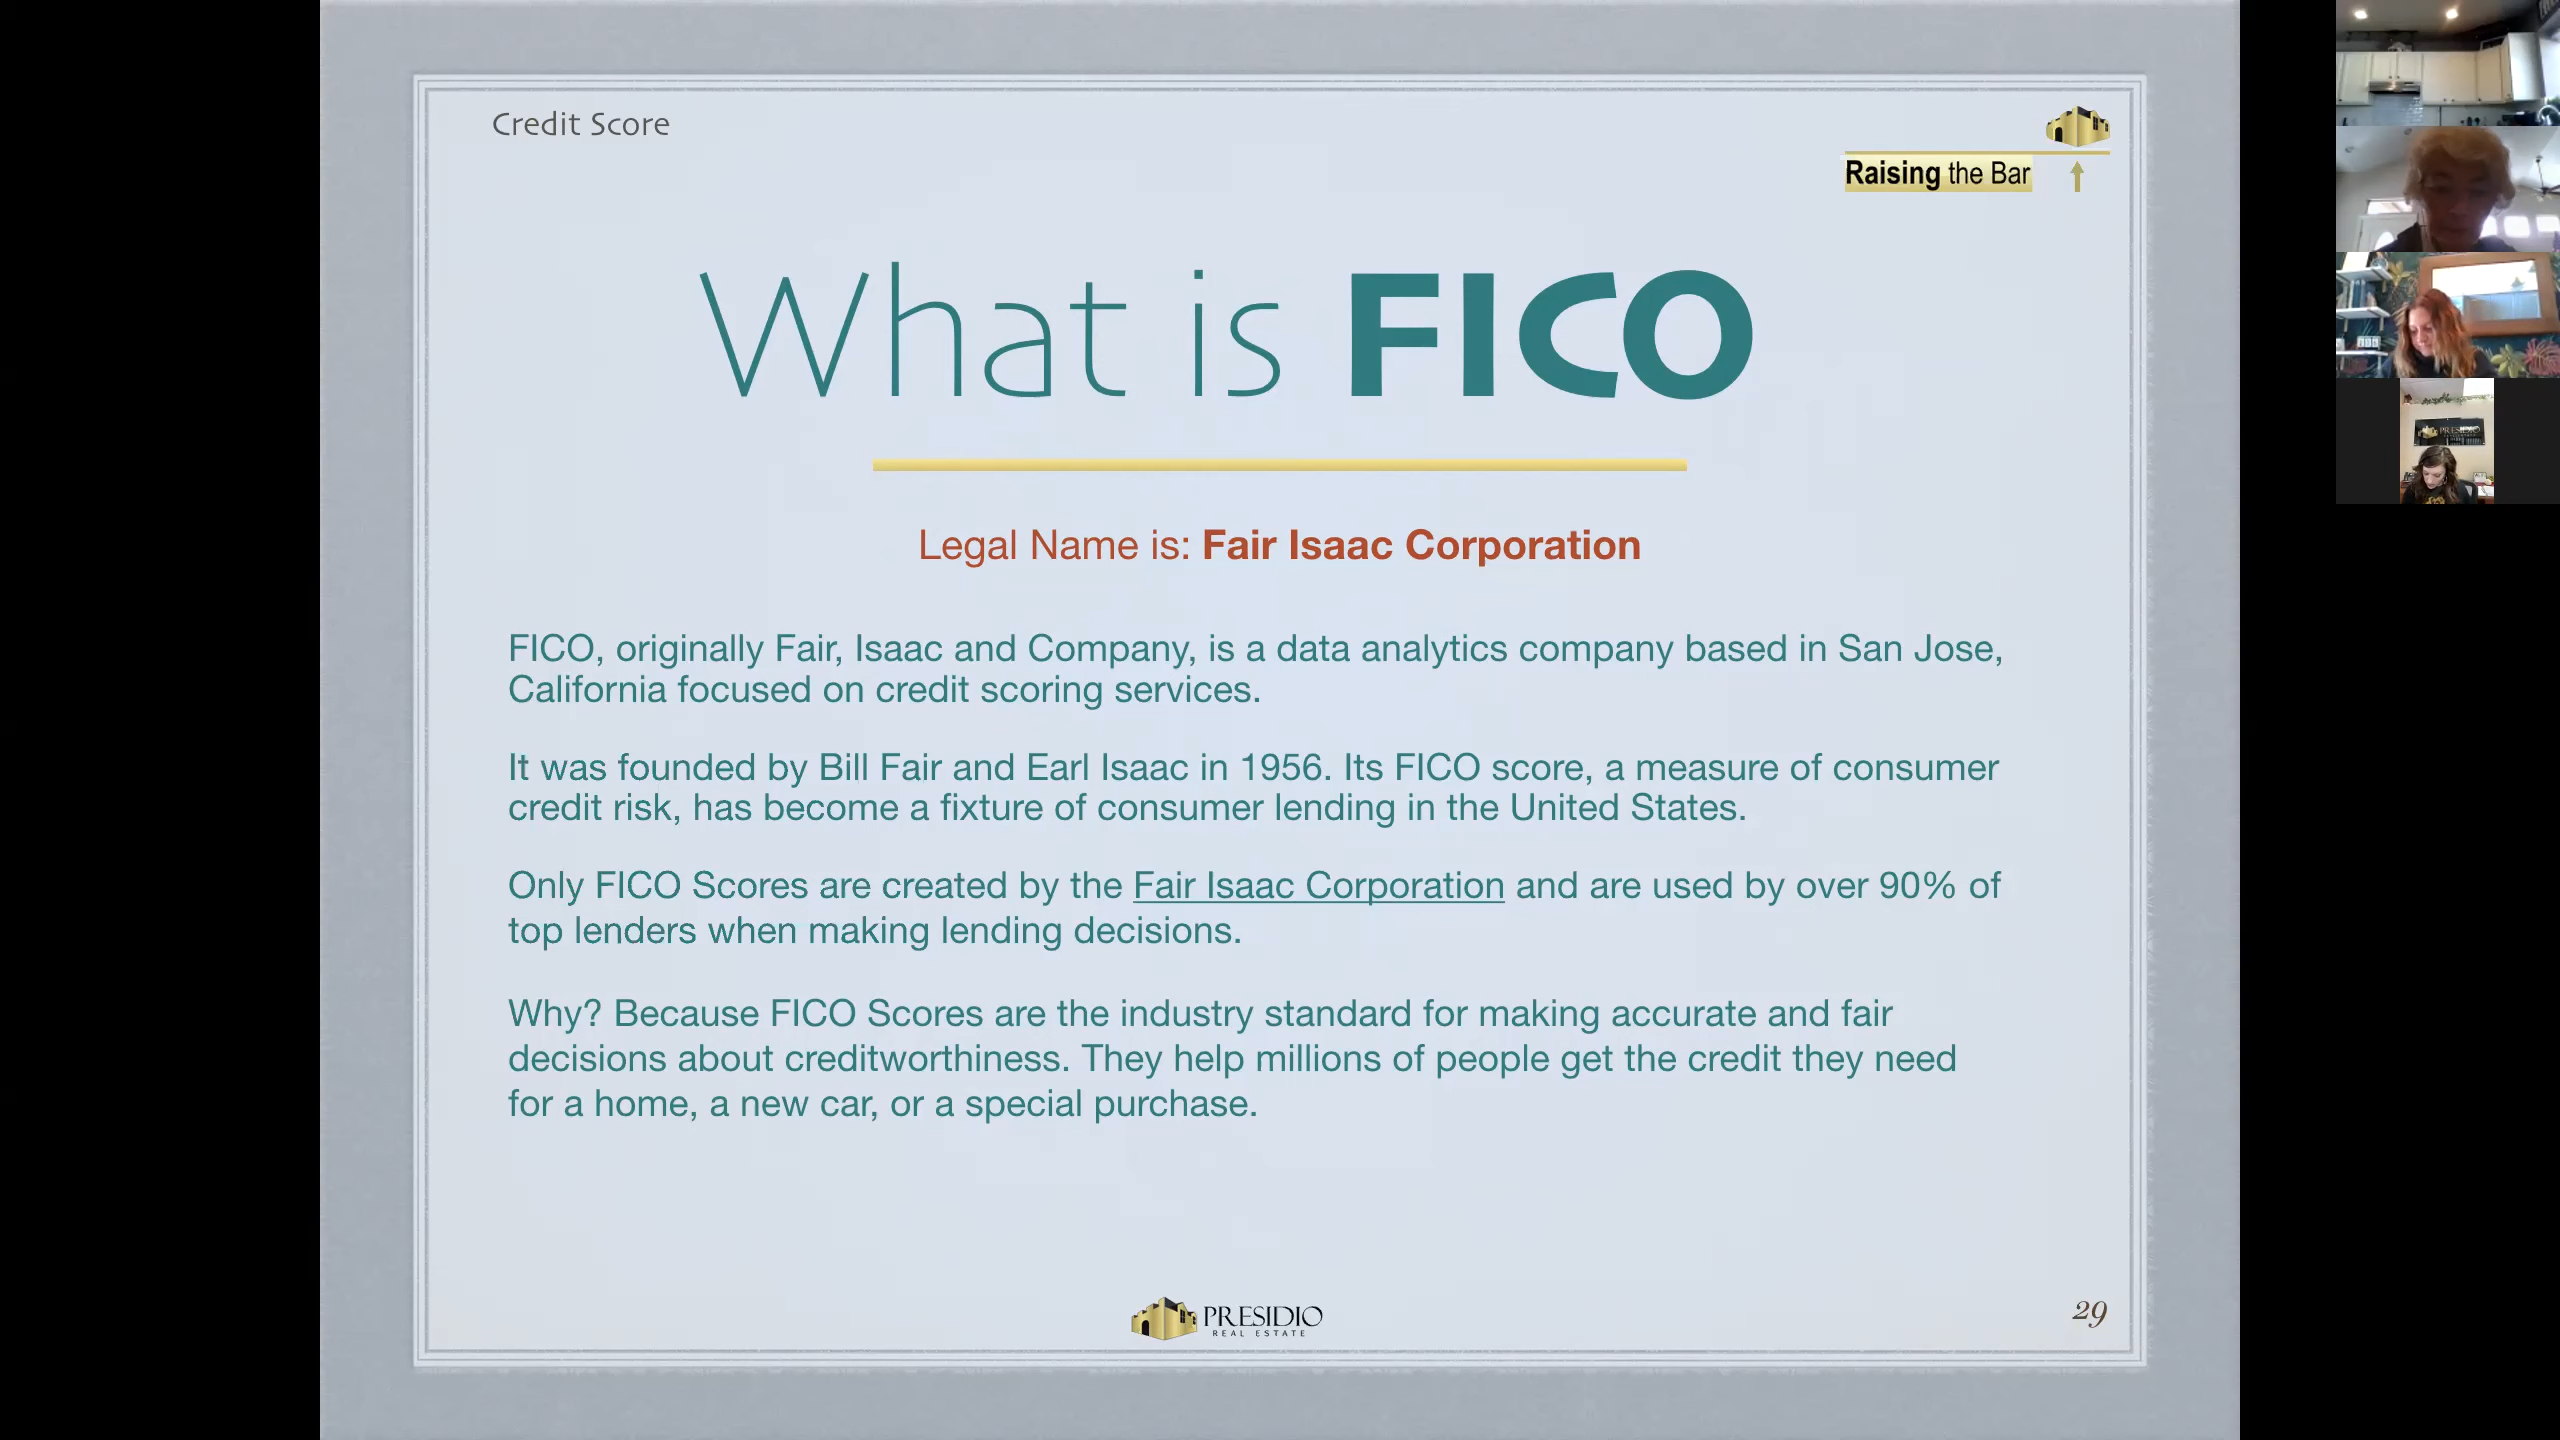 Credit Score
Raising the Bar
What is FICO
Legal Name is: Fair Isaac Corporation
FICO, originally Fair, Isaac and Company, is a data analytics company based in San Jose,
California focused on credit scoring services.
It was founded by Bill Fair and Earl Isaac in 1956. Its FICO score, a measure of consumer
credit risk, has become a fixture of consumer lending in the United States.
Only FICO Scores are created by the Fair Isaac Corporation and are used by over 90% of
top lenders when making lending decisions.
Why? Because FICO Scores are the industry standard for making accurate and fair
decisions about creditworthiness. They help millions of people get the credit they need
for a home, a new car, or a special purchase.
PRESIDIO
REAL ESTATE
29
PRESIDIO